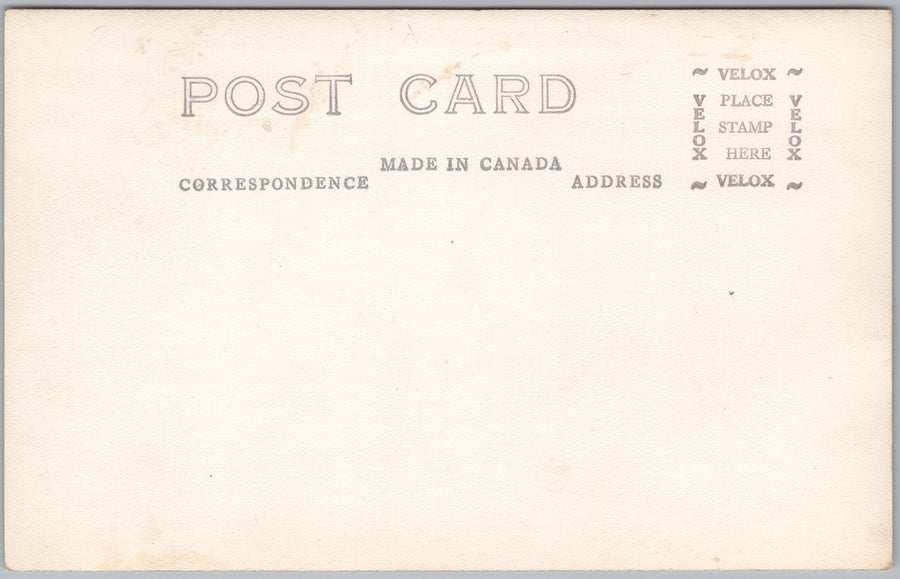 POST CARD
MADE IN CANADA
CORRESPONDENCE
ADDRESS
~ VELOX ~
VELOX
PLACE
STAMP
HERE
VELOX
~ VELOX ~